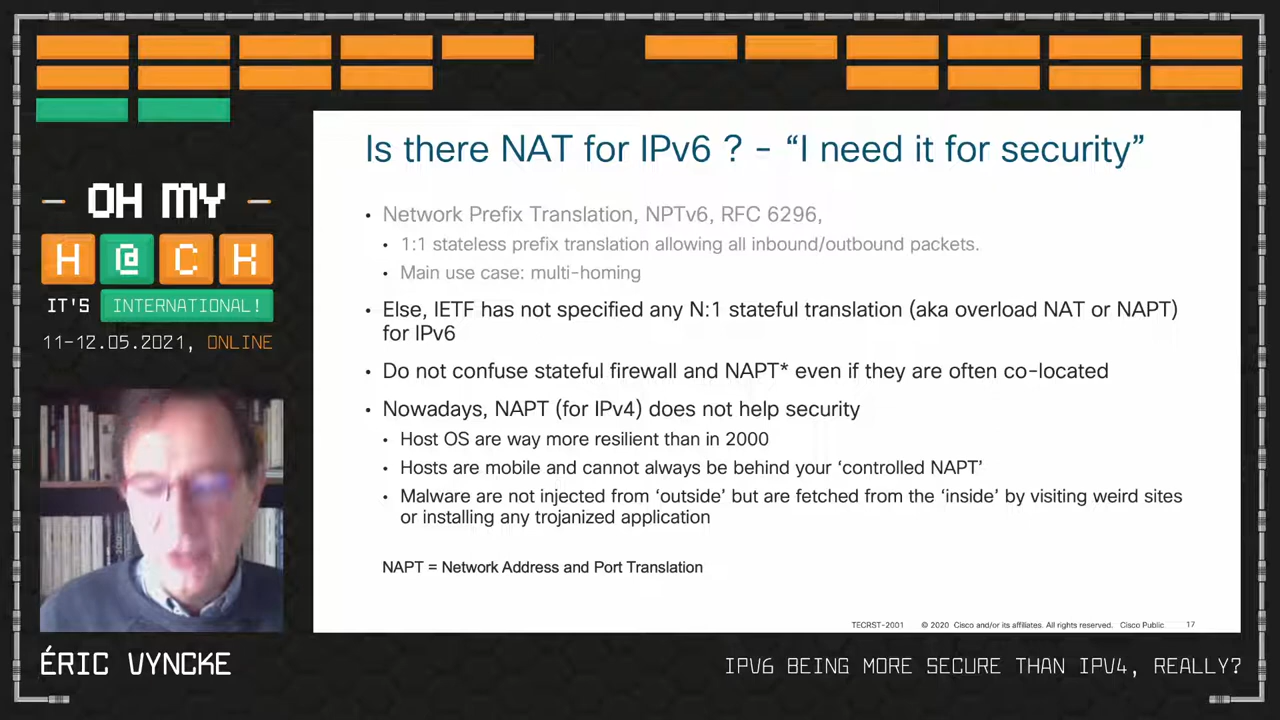 OH MY
H@CK
IT'S INTERNATIONAL!
11-12.05.2021, ONLINE
Is there NAT for IPv6 ? - “I need it for security”
• Network Prefix Translation, NPTv6, RFC 6296,
• 1:1 stateless prefix translation allowing all inbound/outbound packets.
• Main use case: multi-homing
• Else, IETF has not specified any N:1 stateful translation (aka overload NAT or NAPT)
for IPv6
• Do not confuse stateful firewall and NAPT* even if they are often co-located
• Nowadays, NAPT (for IPv4) does not help security
• Host OS are way more resilient than in 2000
• Hosts are mobile and cannot always be behind your ‘controlled NAPT’
• Malware are not injected from ‘outside’ but are fetched from the ‘inside’ by visiting weird sites
or installing any trojanized application
NAPT = Network Address and Port Translation
TECRST-2001 © 2020 Cisco and/or its affiliates. All rights reserved. Cisco Public 17
ÉRIC VYNCKE
IPV6 BEING MORE SECURE THAN IPV4, REALLY?